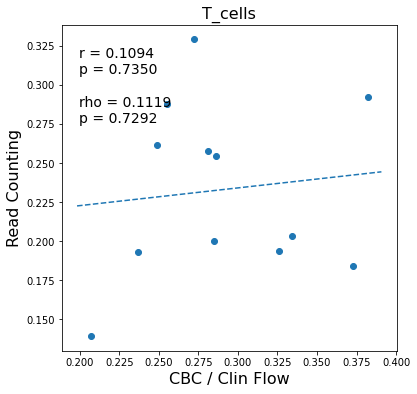 T_cells
r = 0.1094
p = 0.7350
rho = 0.1119
p = 0.7292
Read Counting
0.325
0.300
0.275
0.250
0.225
0.200
0.175
0.150
0.200 0.225 0.250 0.275 0.300 0.325 0.350 0.375 0.400
CBC / Clin Flow